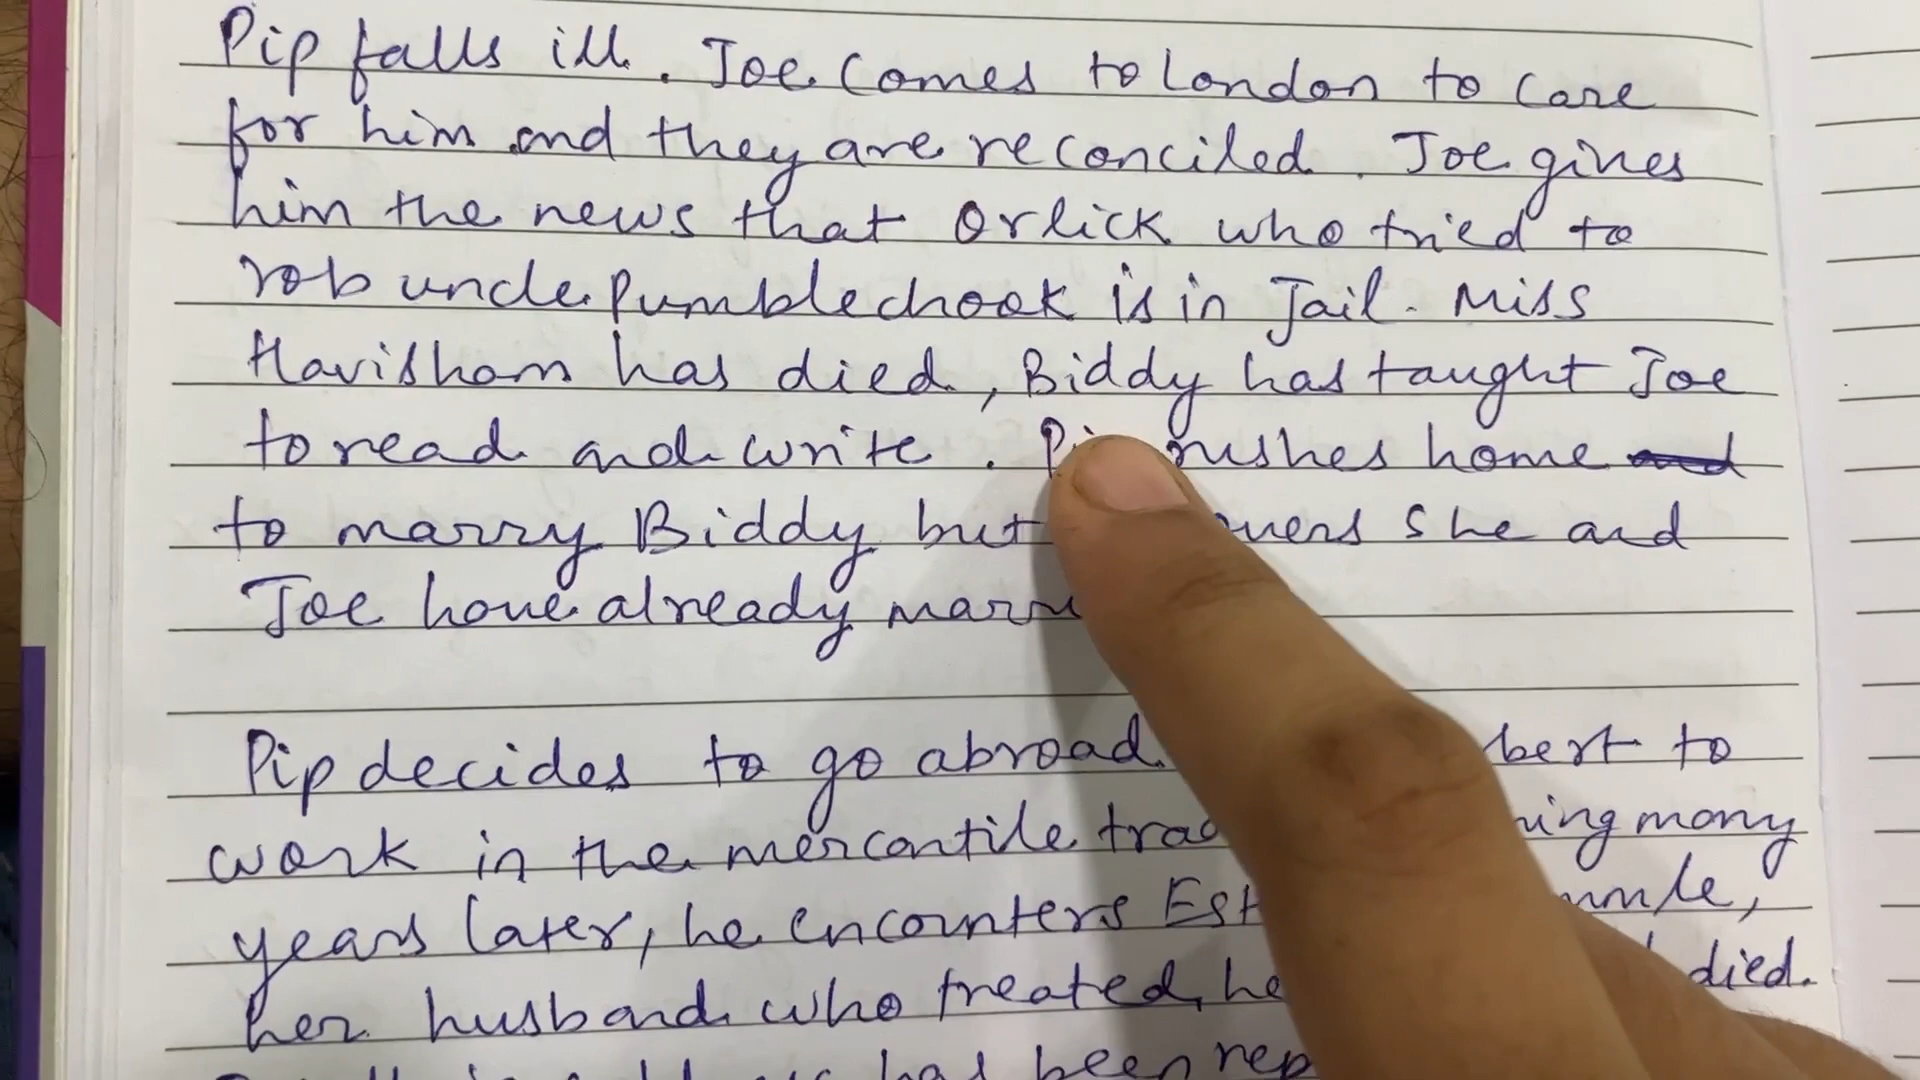 Pip falls ill. Joe comes to London to care
for him and they are reconciled. Joe gives
him the news that Orlick who tried to
rob uncle Pumblechook is in Jail. Miss
Havisham has died, Biddy has taught Joe
to read and write. rushes home and
to marry Biddy but she and
Joe have already
Pip decides to go abroad to
work in the mercantile many
years later, he encounters
her husband who treated died.
has been